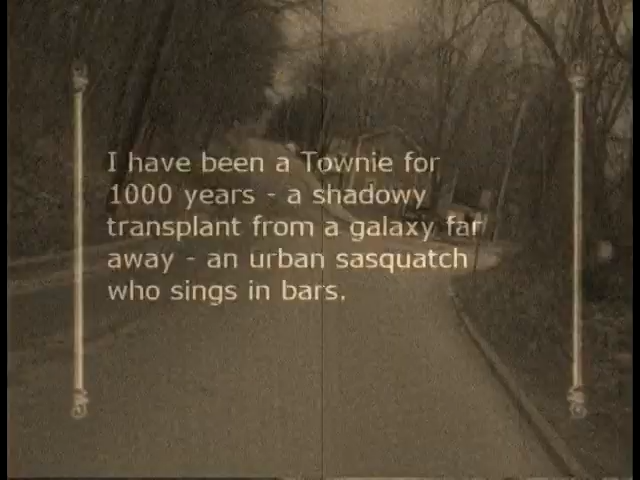 I have been a Townie for
1000 years - a shadowy
transplant from a galaxy far
away - an urban sasquatch
who sings in bars.